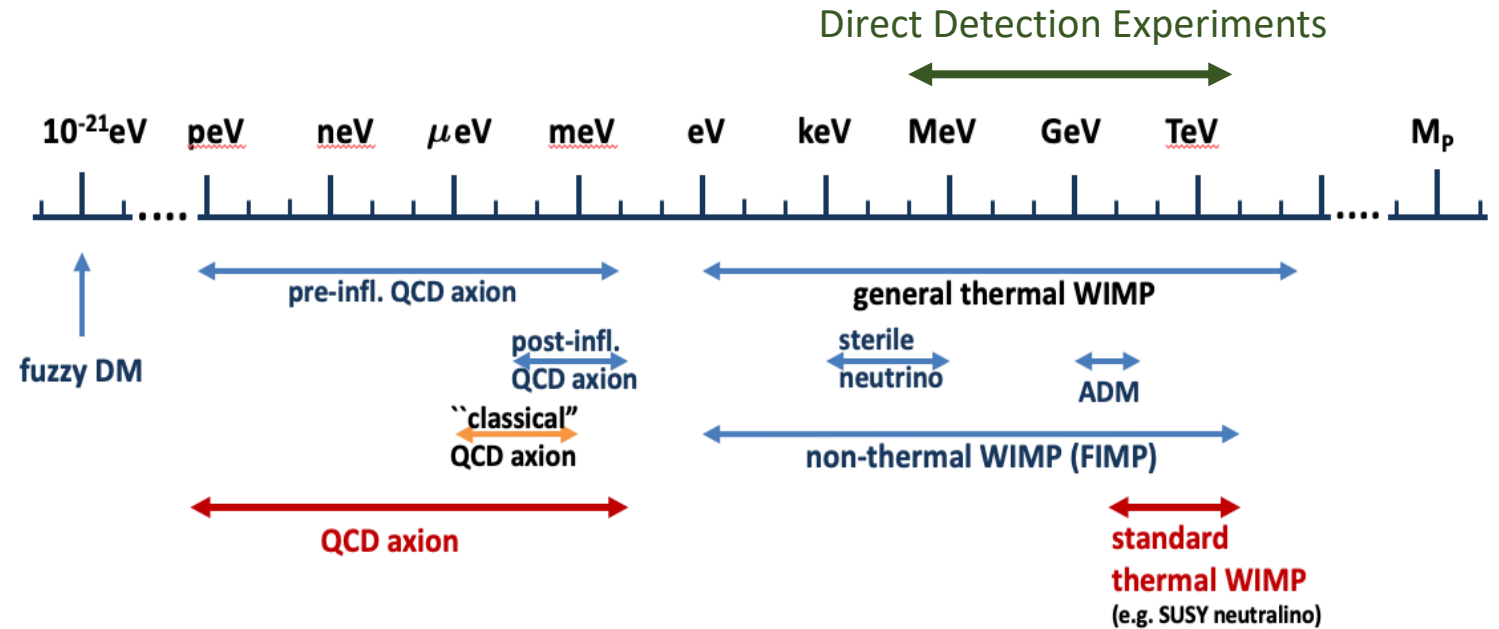 Direct Detection Experiments
10⁻²¹eV peV neV μeV meV eV keV MeV GeV TeV Mₚ
.... ....
pre-infl. QCD axion
general thermal WIMP
fuzzy DM
post-infl.
QCD axion
sterile
neutrino
ADM
``classical”
QCD axion
non-thermal WIMP (FIMP)
QCD axion
standard
thermal WIMP
(e.g. SUSY neutralino)